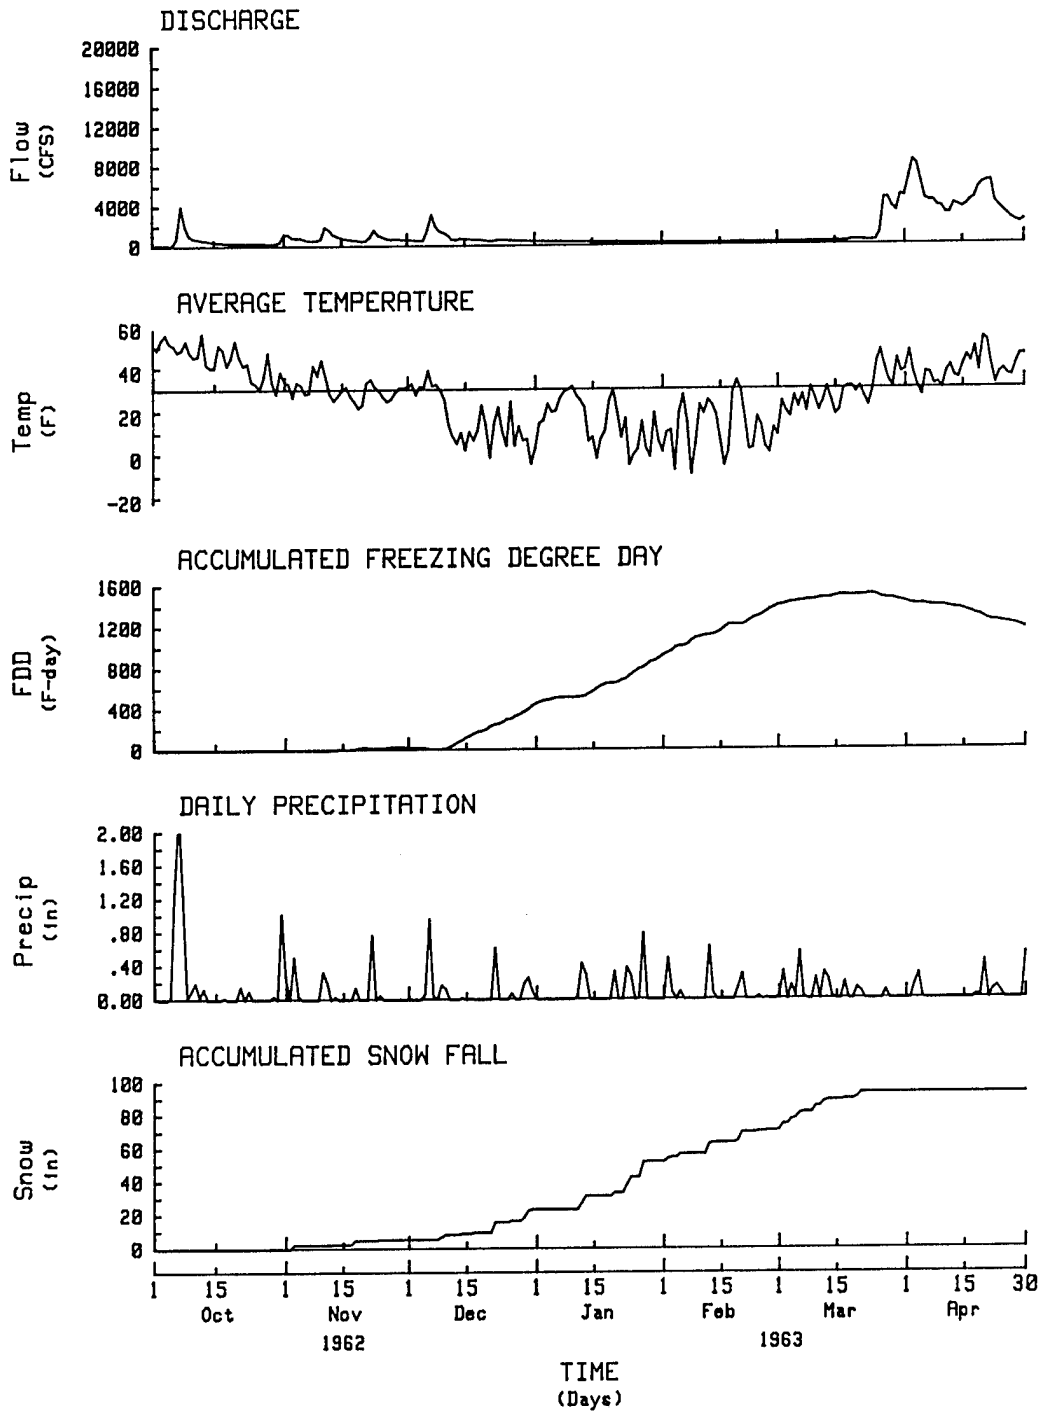 DISCHARGE
20000
16000
12000
8000
4000
0
Flow
(CFS)
AVERAGE TEMPERATURE
60
40
20
0
-20
Temp
(F)
ACCUMULATED FREEZING DEGREE DAY
1600
1200
800
400
0
FDD
(F-day)
DAILY PRECIPITATION
2.00
1.60
1.20
.80
.40
0.00
Precip
(in)
ACCUMULATED SNOW FALL
100
80
60
40
20
0
Snow
(in)
1 15 1 15 1 15 1 15 1 15 1 15 1 15 30
Oct Nov Dec Jan Feb Mar Apr
1962 1963
TIME
(Days)